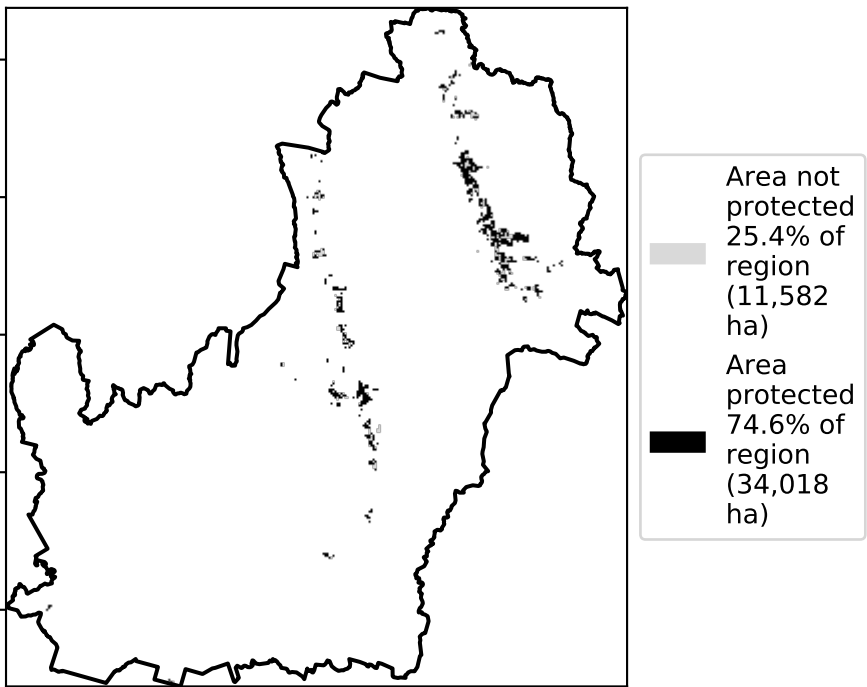 Area not
protected
25.4% of
region
(11,582
ha)
Area
protected
74.6% of
region
(34,018
ha)